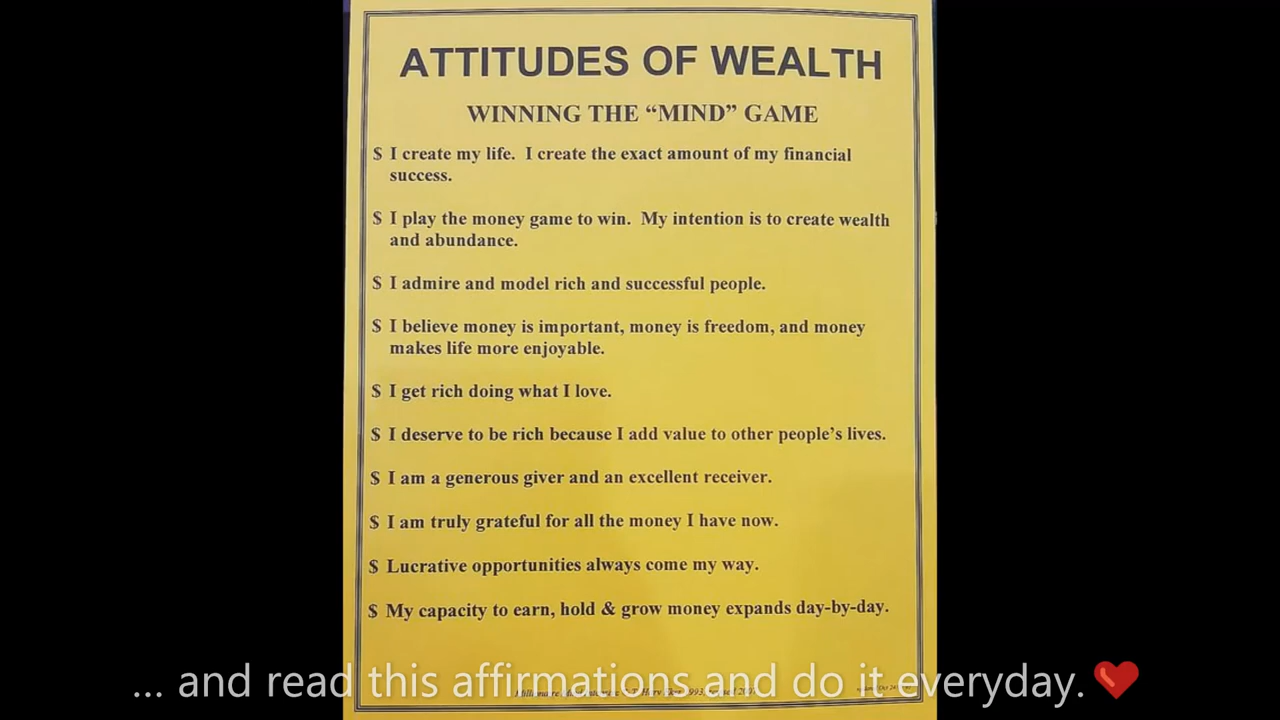 ATTITUDES OF WEALTH
WINNING THE “MIND” GAME
$ I create my life. I create the exact amount of my financial
success.
$ I play the money game to win. My intention is to create wealth
and abundance.
$ I admire and model rich and successful people.
$ I believe money is important, money is freedom, and money
makes life more enjoyable.
$ I get rich doing what I love.
$ I deserve to be rich because I add value to other people’s lives.
$ I am a generous giver and an excellent receiver.
$ I am truly grateful for all the money I have now.
$ Lucrative opportunities always come my way.
$ My capacity to earn, hold & grow money expands day-by-day.
... and read this affirmations and do it everyday.❤️